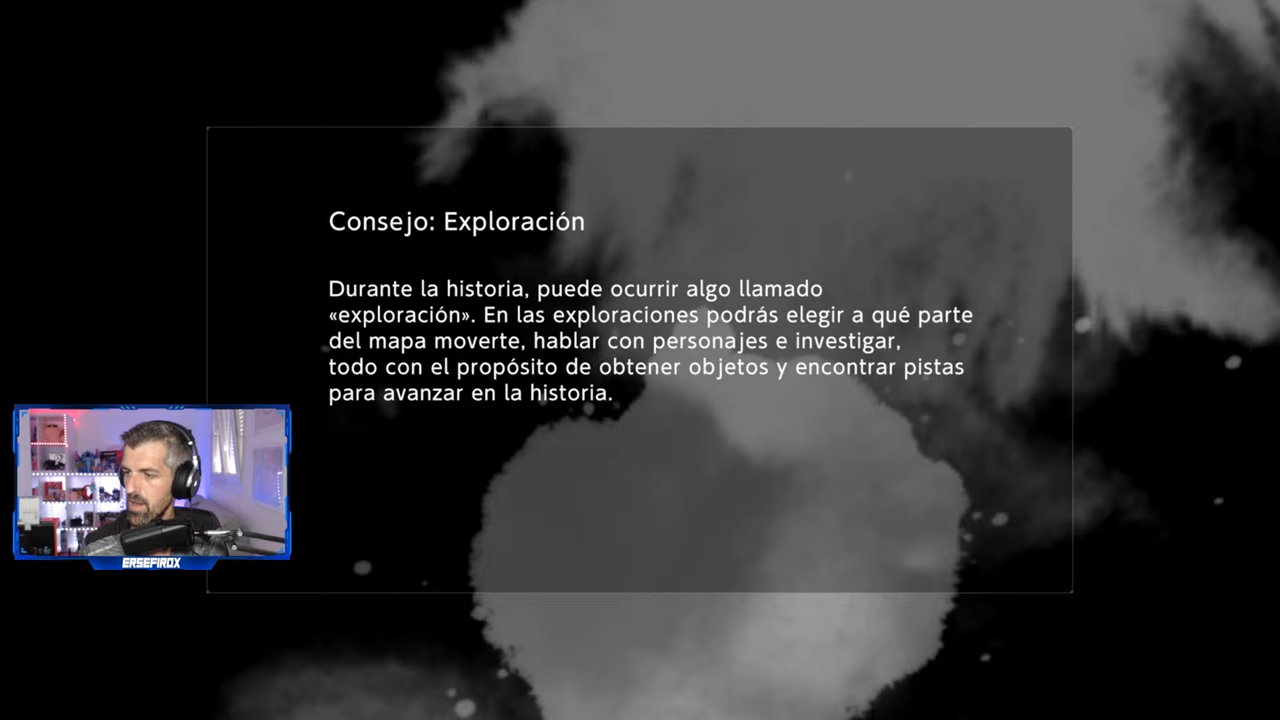 Consejo: Exploración
Durante la historia, puede ocurrir algo llamado
«exploración». En las exploraciones podrás elegir a qué parte
del mapa moverte, hablar con personajes e investigar,
todo con el propósito de obtener objetos y encontrar pistas
para avanzar en la historia.
ERSEFIROX